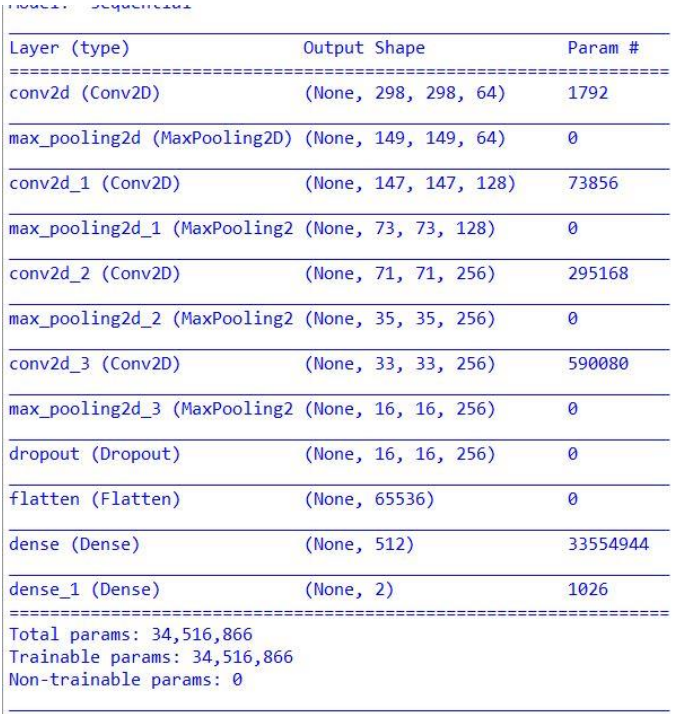 Layer (type) Output Shape Param #
=================================================================
conv2d (Conv2D) (None, 298, 298, 64) 1792
max_pooling2d (MaxPooling2D) (None, 149, 149, 64) 0
conv2d_1 (Conv2D) (None, 147, 147, 128) 73856
max_pooling2d_1 (MaxPooling2 (None, 73, 73, 128) 0
conv2d_2 (Conv2D) (None, 71, 71, 256) 295168
max_pooling2d_2 (MaxPooling2 (None, 35, 35, 256) 0
conv2d_3 (Conv2D) (None, 33, 33, 256) 590080
max_pooling2d_3 (MaxPooling2 (None, 16, 16, 256) 0
dropout (Dropout) (None, 16, 16, 256) 0
flatten (Flatten) (None, 65536) 0
dense (Dense) (None, 512) 33554944
dense_1 (Dense) (None, 2) 1026
=================================================================
Total params: 34,516,866
Trainable params: 34,516,866
Non-trainable params: 0